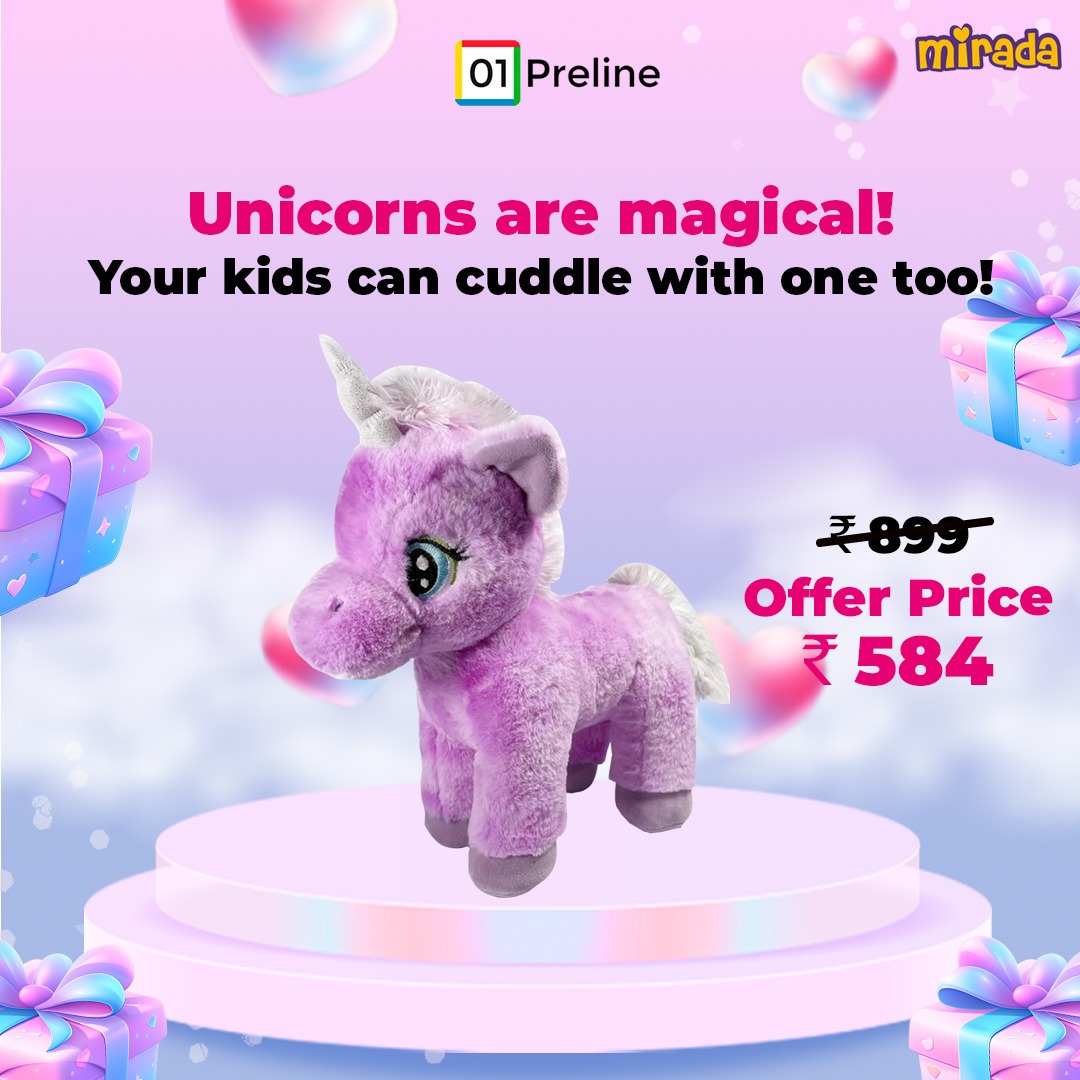 01 Preline
mirada
Unicorns are magical!
Your kids can cuddle with one too!
₹ 899
Offer Price
₹ 584